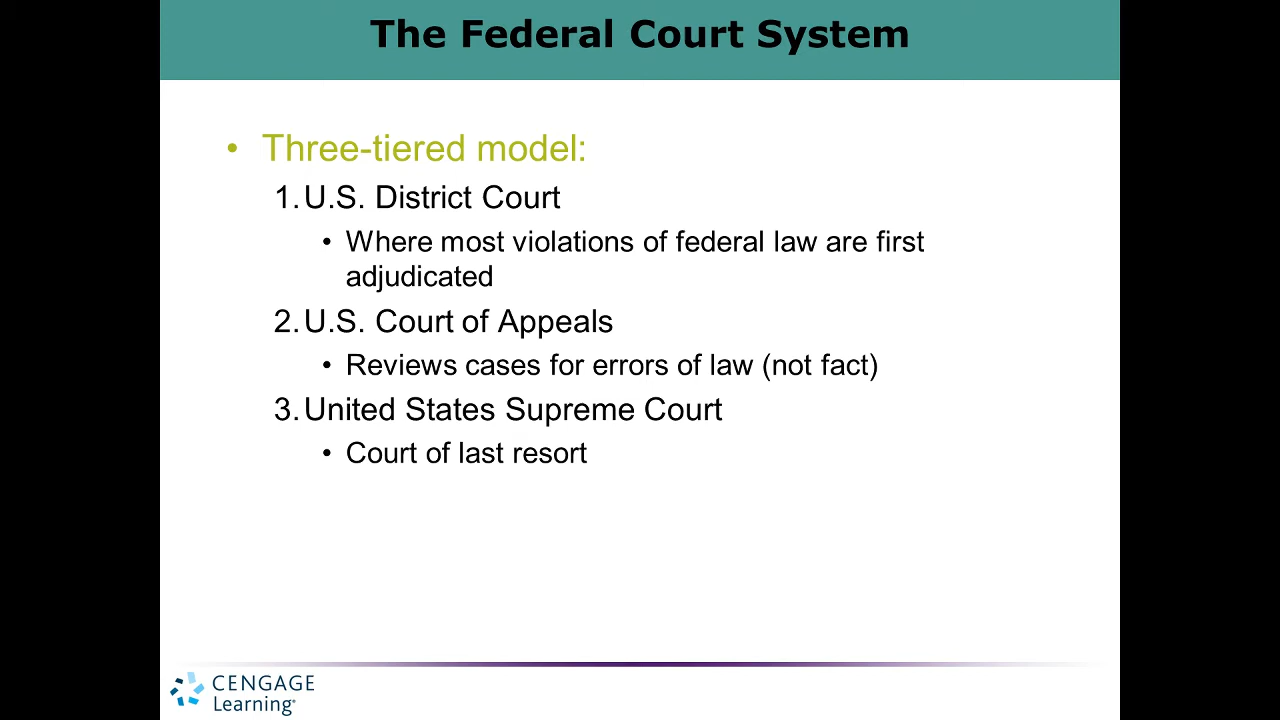 The Federal Court System
• Three-tiered model:
1. U.S. District Court
• Where most violations of federal law are first
adjudicated
2. U.S. Court of Appeals
• Reviews cases for errors of law (not fact)
3. United States Supreme Court
• Court of last resort
CENGAGE
Learning®